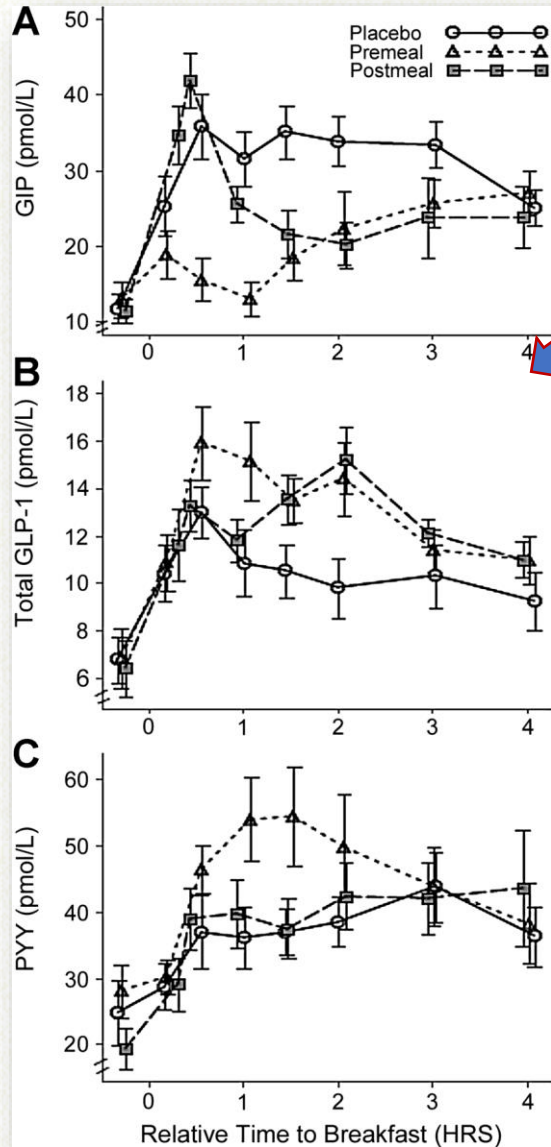 A
50
40
30
20
10
GIP (pmol/L)
Placebo
Premeal
Postmeal
0 1 2 3 4
B
18
16
14
12
10
8
6
Total GLP-1 (pmol/L)
0 1 2 3 4
C
60
50
40
30
20
PYY (pmol/L)
0 1 2 3 4
Relative Time to Breakfast (HRS)